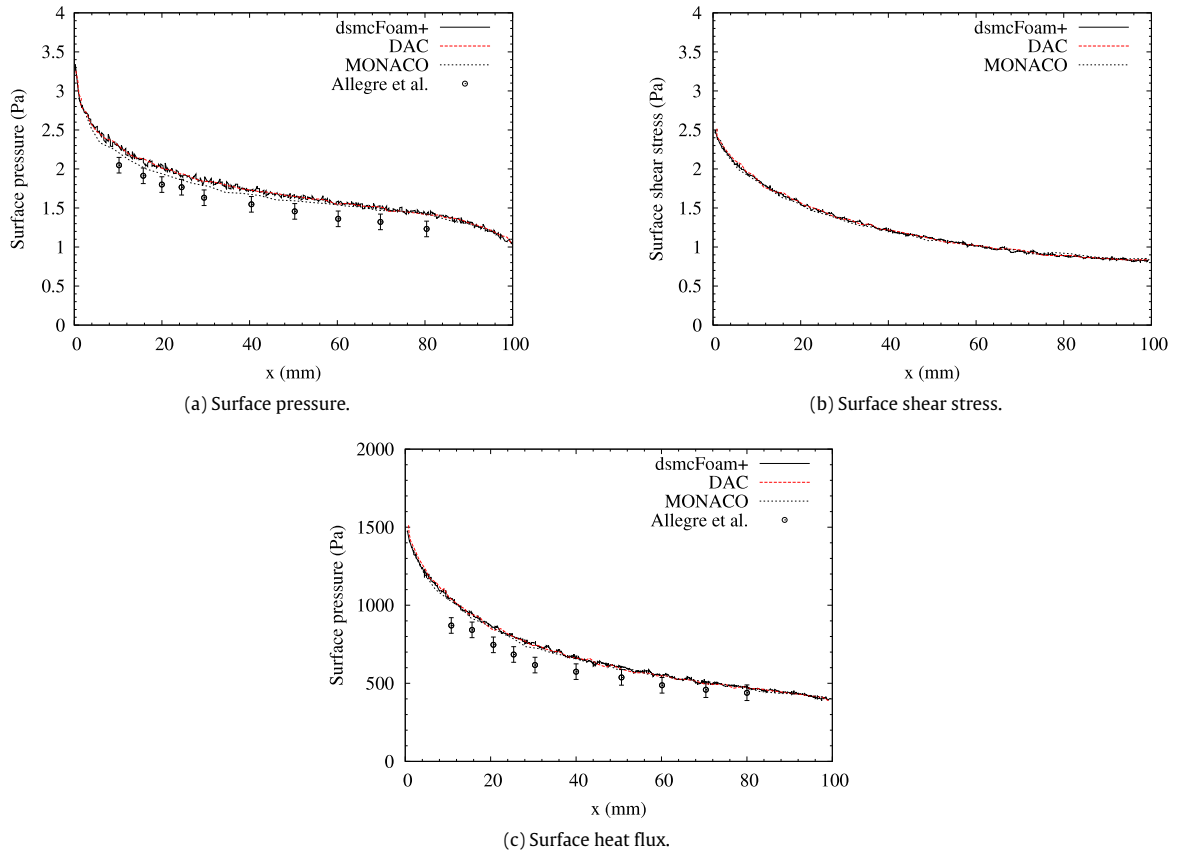 4
3.5
3
2.5
2
1.5
1
0.5
0
Surface pressure (Pa)
dsmcFoam+
DAC
MONACO
Allegre et al.
0 20 40 60 80 100
x (mm)
(a) Surface pressure.
4
3.5
3
2.5
2
1.5
1
0.5
0
Surface shear stress (Pa)
dsmcFoam+
DAC
MONACO
0 20 40 60 80 100
x (mm)
(b) Surface shear stress.
2000
1500
1000
500
0
Surface pressure (Pa)
dsmcFoam+
DAC
MONACO
Allegre et al.
0 20 40 60 80 100
x (mm)
(c) Surface heat flux.